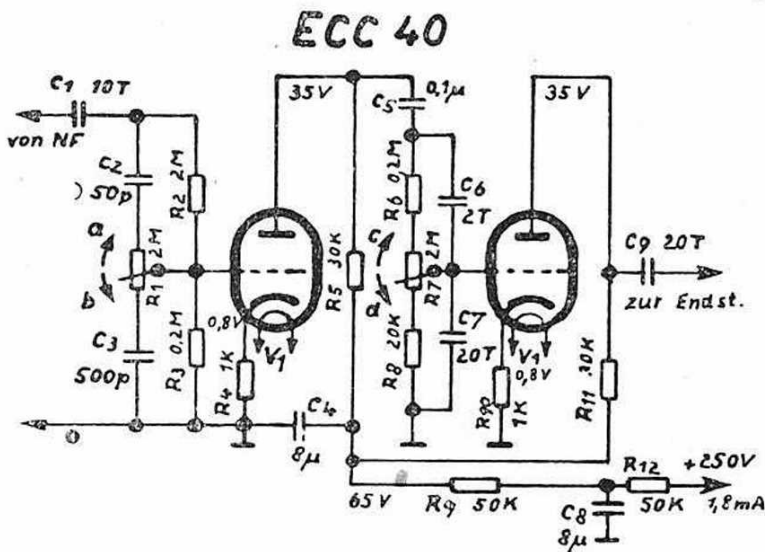 ECC 40
C1 10T
von NF
C2
50p
a
b
R1 2M
R2 2M
C3
500p
R3 0,2M
0,8V
V1
R4 1K
35V
R5 30K
C4
8µ
C5
0,1µ
R6 0,2M
C6
2T
c
d
R7 2M
C7
20T
R8 20K
35V
V1
0,8V
R10
1K
C9 20T
zur Endst.
R11 30K
65V
R9 50K
R12
50K
+250V
1,8mA
C8
8µ